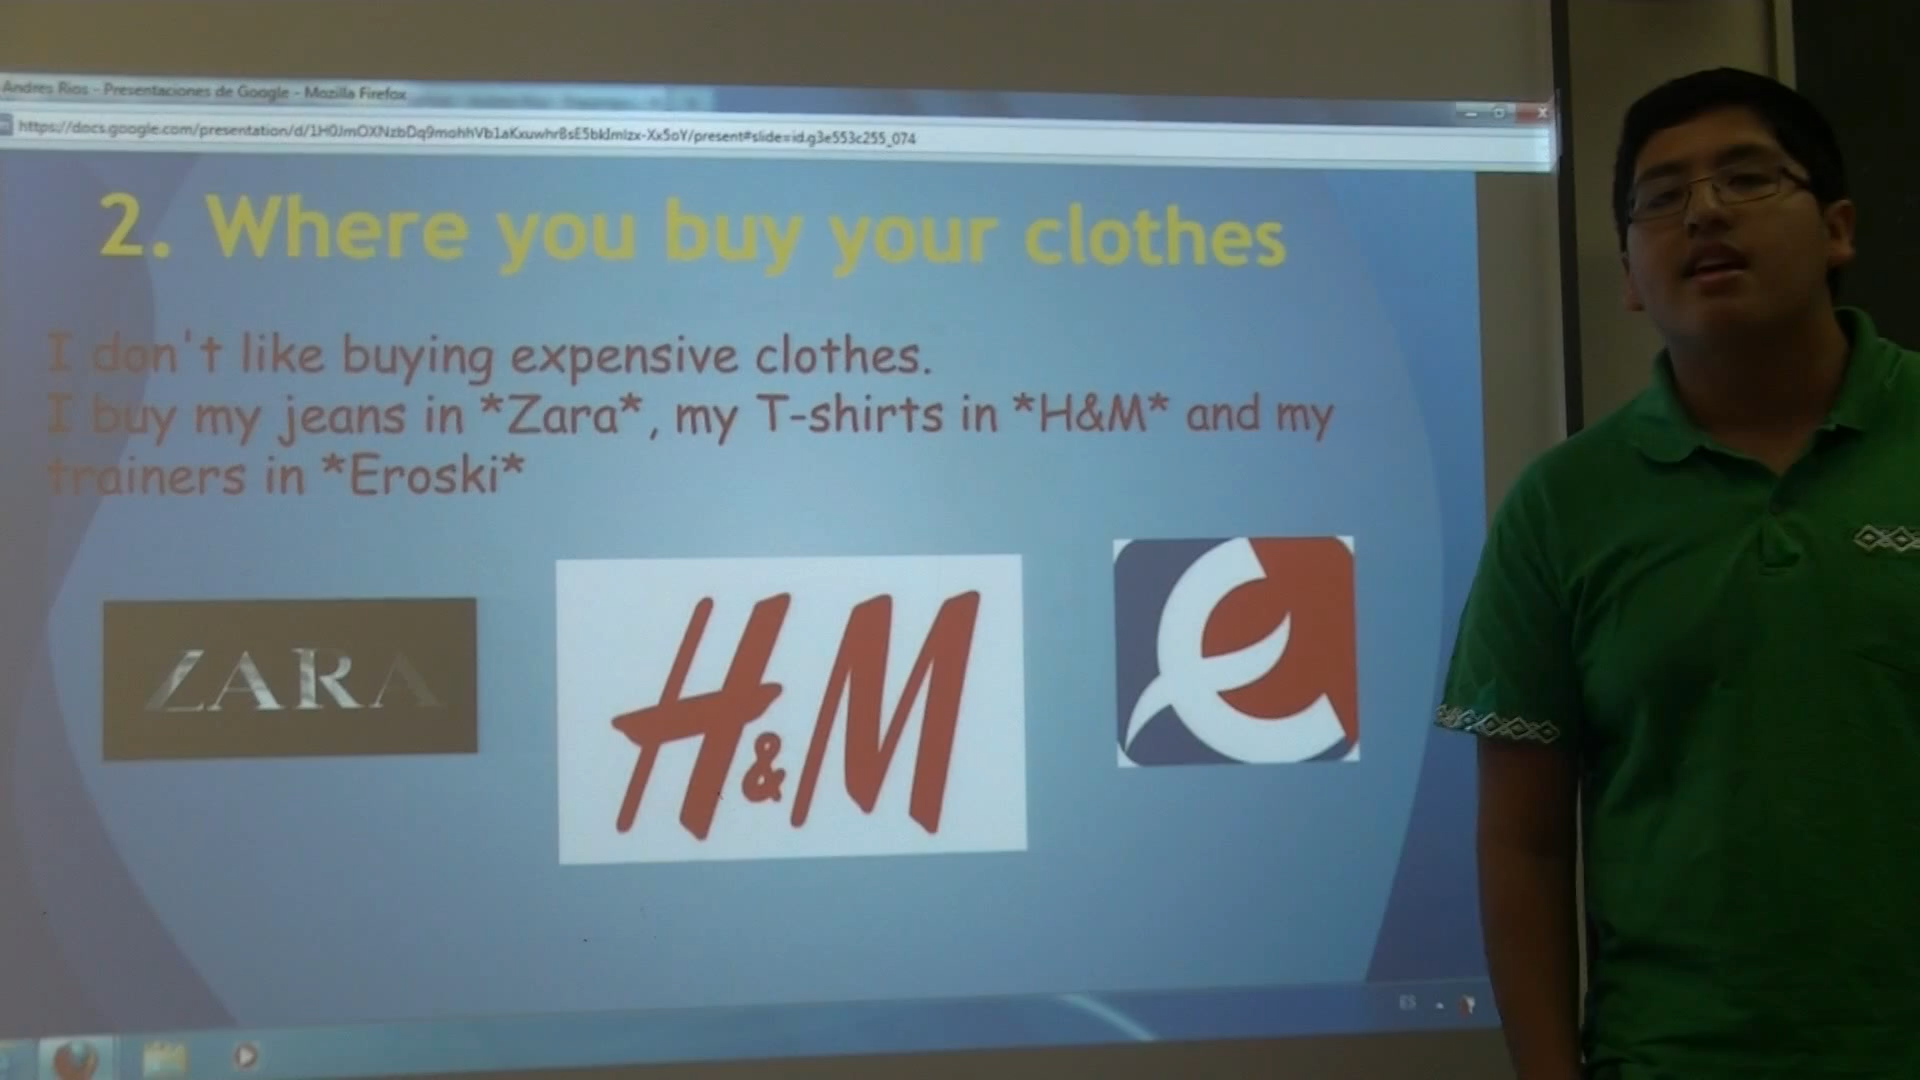 Andres Rios - Presentaciones de Google - Mozilla Firefox
https://docs.google.com/presentation/d/1H0JmOXNzbDq9mohhVb1aKxuwhrBsE5bkImlzx-Xx5oY/present#slide=id.g3e553c255_074
2. Where you buy your clothes
I don't like buying expensive clothes.
I buy my jeans in *Zara*, my T-shirts in *H&M* and my
trainers in *Eroski*
ZARA
H&M
e
ES